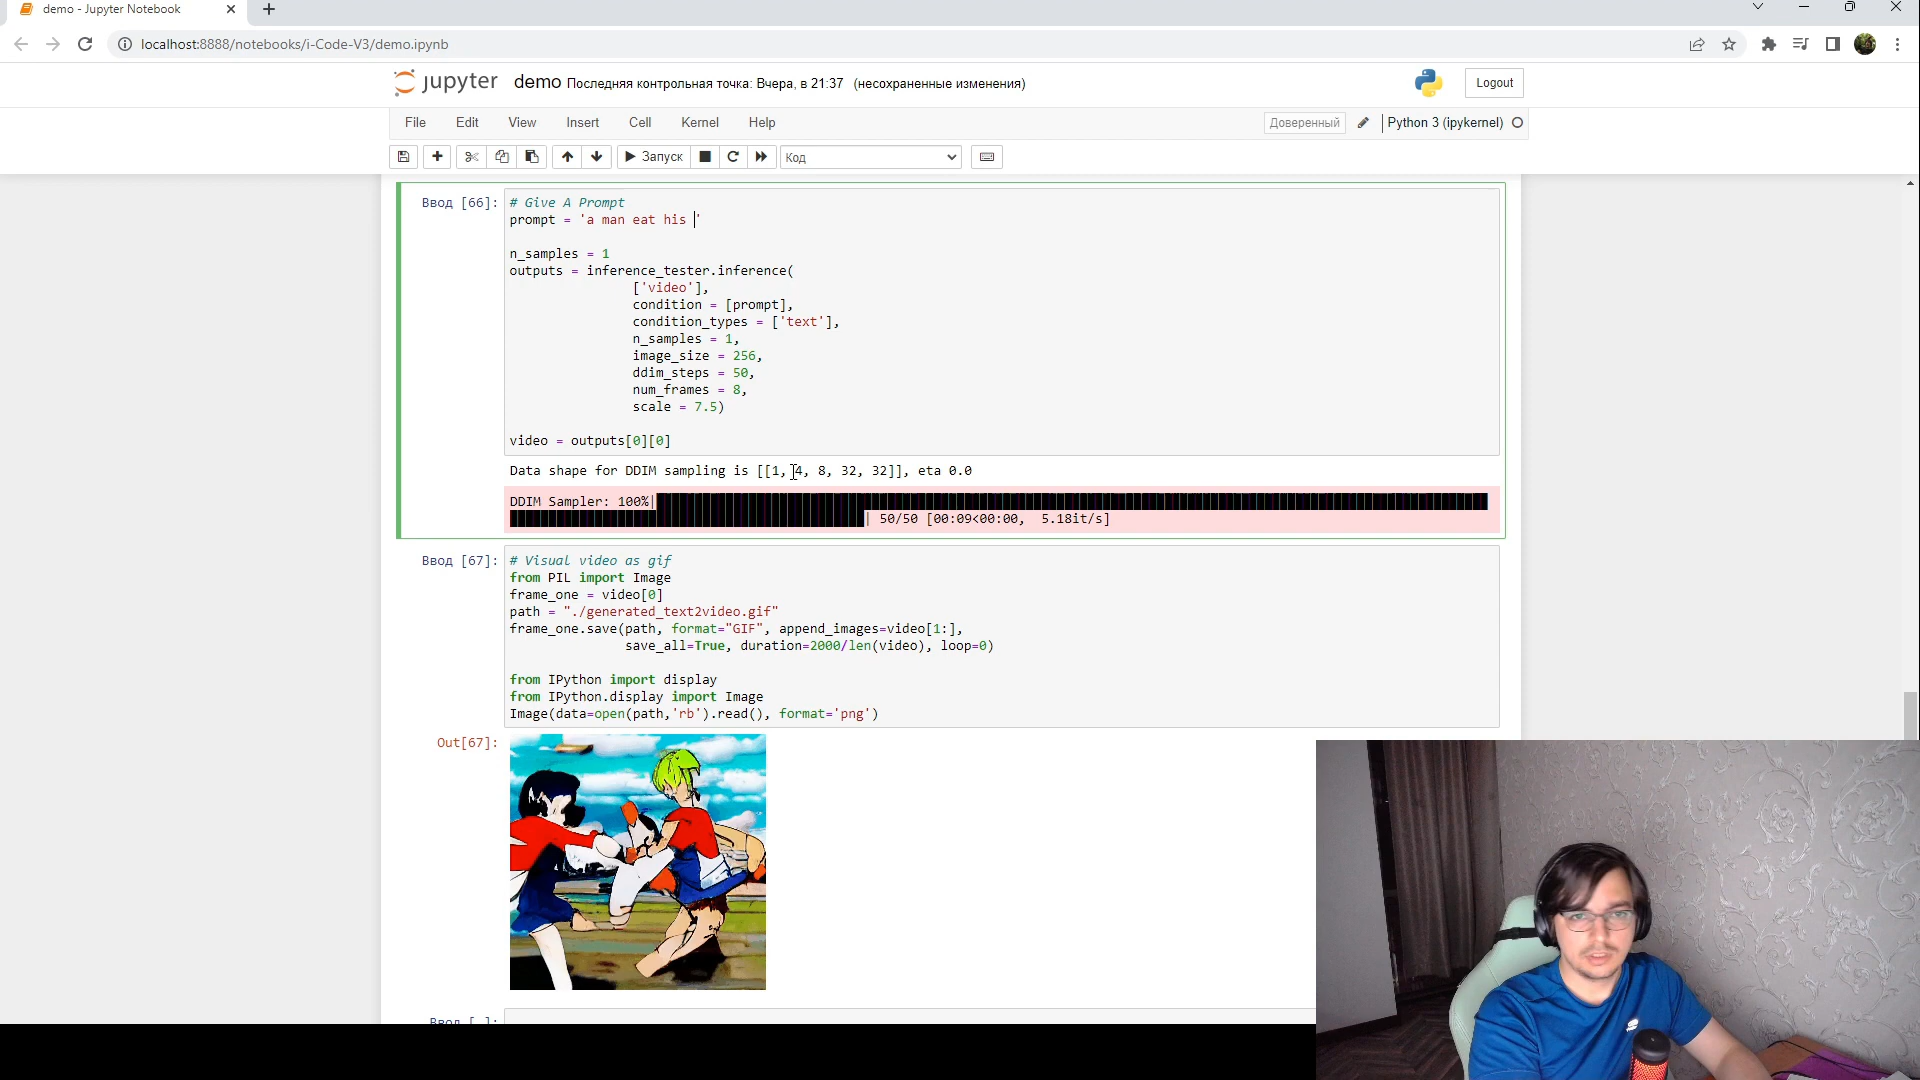 demo - Jupyter Notebook
localhost:8888/notebooks/i-Code-V3/demo.ipynb
jupyter demo Последняя контрольная точка: Вчера, в 21:37 (несохраненные изменения)
Logout
File Edit View Insert Cell Kernel Help
Доверенный Python 3 (ipykernel)
Запуск Код
Ввод [66]: # Give A Prompt
prompt = 'a man eat his '
n_samples = 1
outputs = inference_tester.inference(
['video'],
condition = [prompt],
condition_types = ['text'],
n_samples = 1,
image_size = 256,
ddim_steps = 50,
num_frames = 8,
scale = 7.5)
video = outputs[0][0]
Data shape for DDIM sampling is [[1, 4, 8, 32, 32]], eta 0.0
DDIM Sampler: 100%|
| 50/50 [00:09<00:00, 5.18it/s]
Ввод [67]: # Visual video as gif
from PIL import Image
frame_one = video[0]
path = "./generated_text2video.gif"
frame_one.save(path, format="GIF", append_images=video[1:],
save_all=True, duration=2000/len(video), loop=0)
from IPython import display
from IPython.display import Image
Image(data=open(path,'rb').read(), format='png')
Out[67]:
Ввод [ ]: